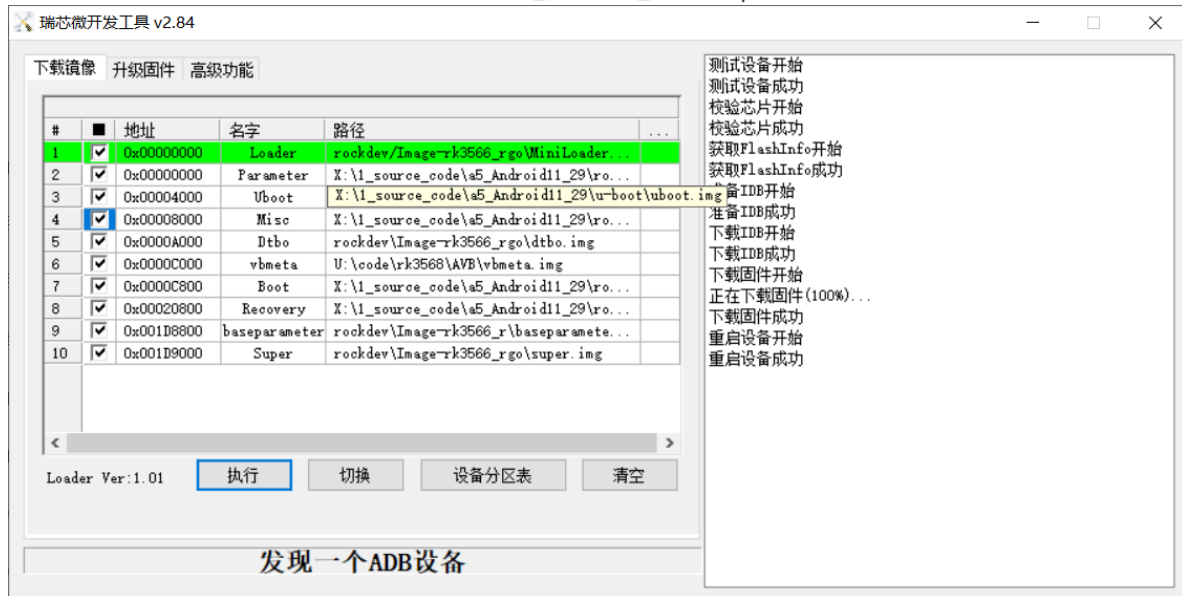 瑞芯微开发工具 v2.84
下载镜像 升级固件 高级功能
# 地址 名字 路径 ...
1 0x00000000 Loader rockdev/Image-rk3566_rgo\MiniLoader...
2 0x00000000 Parameter X:\1_source_code\a5_Android11_29\ro...
3 0x00004000 Uboot X:\1_source_code\a5_Android11_29\u-boot\uboot.img
4 0x00008000 Misc X:\1_source_code\a5_Android11_29\ro...
5 0x0000A000 Dtbo rockdev\Image-rk3566_rgo\dtbo.img
6 0x0000C000 vbmeta U:\code\rk3568\AVB\vbmeta.img
7 0x0000C800 Boot X:\1_source_code\a5_Android11_29\ro...
8 0x00020800 Recovery X:\1_source_code\a5_Android11_29\ro...
9 0x001D8800 baseparameter rockdev\Image-rk3566_r\baseparamete...
10 0x001D9000 Super rockdev\Image-rk3566_rgo\super.img
Loader Ver:1.01 执行 切换 设备分区表 清空
发现一个ADB设备
测试设备开始
测试设备成功
校验芯片开始
校验芯片成功
获取FlashInfo开始
获取FlashInfo成功
备IDB开始
准备IDB成功
下载IDB开始
下载IDB成功
下载固件开始
正在下载固件(100%)...
下载固件成功
重启设备开始
重启设备成功